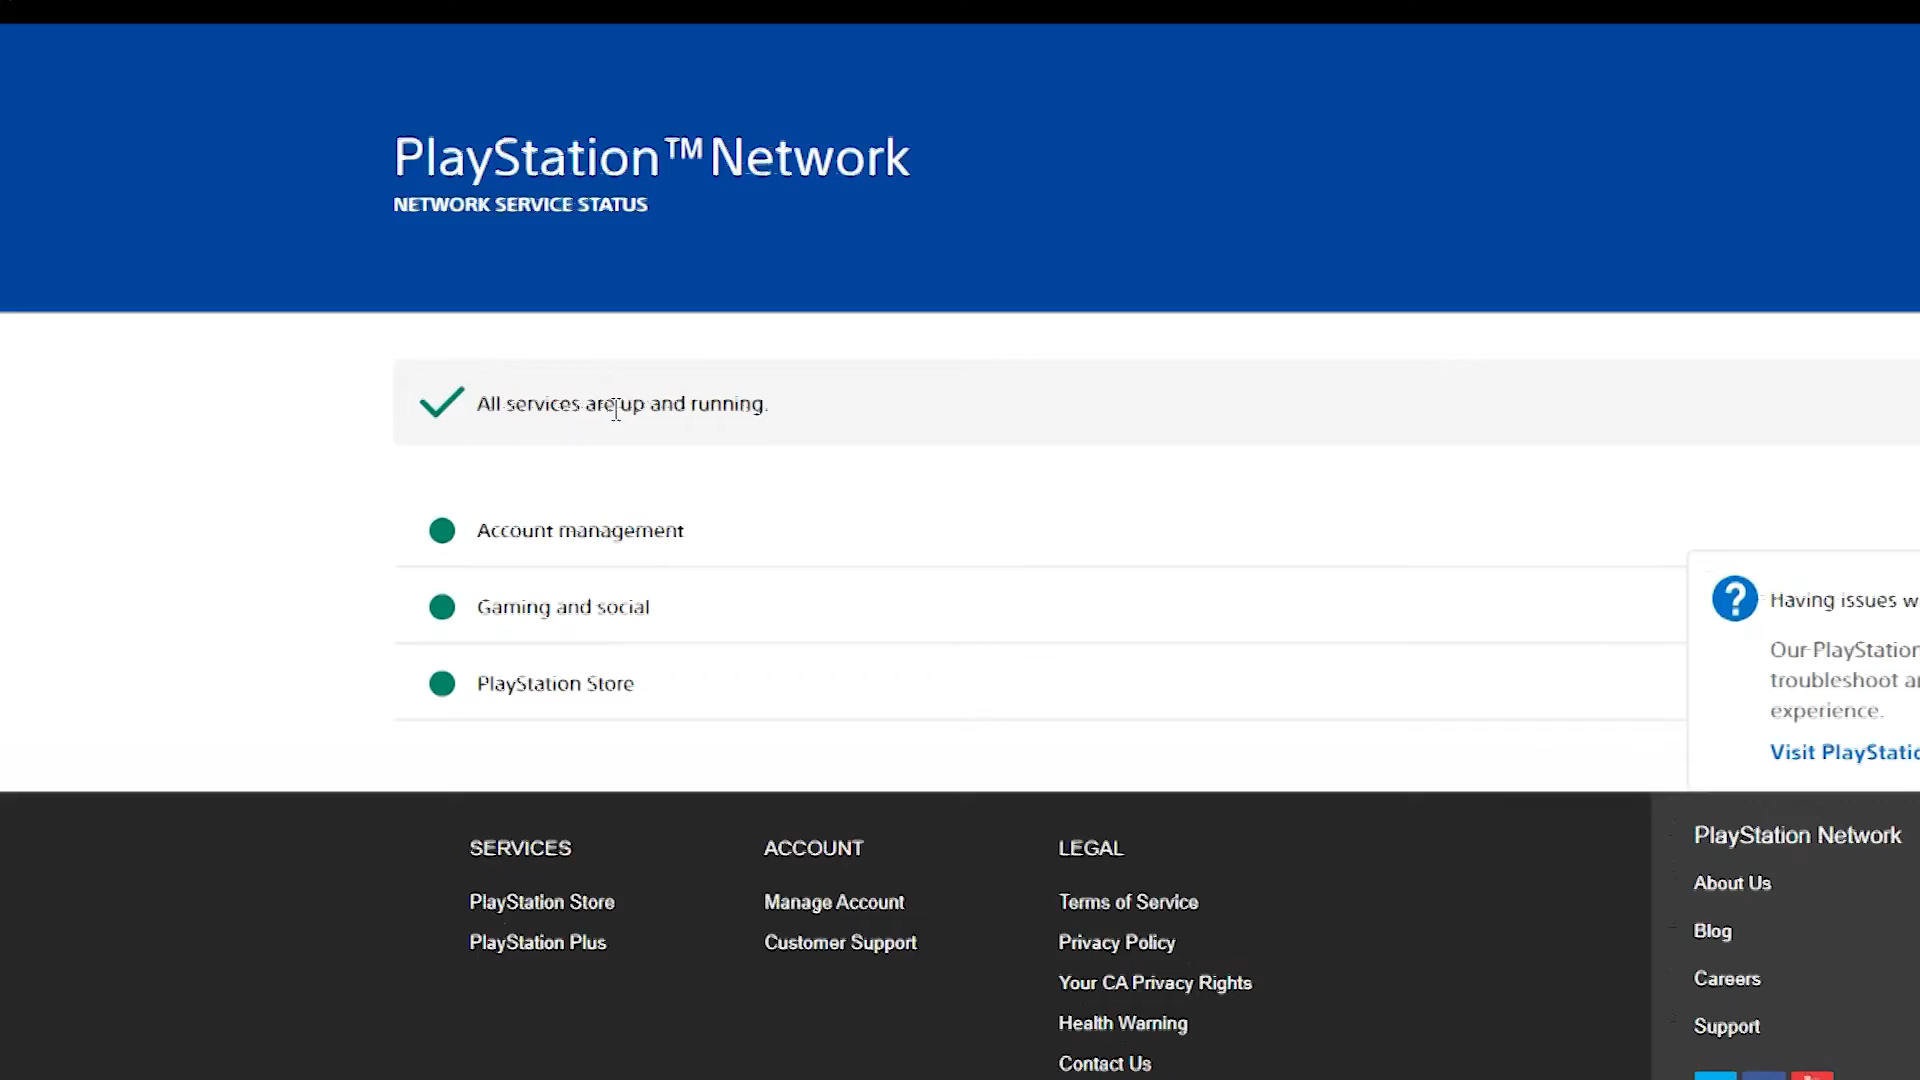 PlayStation™Network
NETWORK SERVICE STATUS
All services are up and running.
Account management
Gaming and social
PlayStation Store
Having issues w
Our PlayStation
troubleshoot a
experience.
Visit PlayStatio
SERVICES
PlayStation Store
PlayStation Plus
ACCOUNT
Manage Account
Customer Support
LEGAL
Terms of Service
Privacy Policy
Your CA Privacy Rights
Health Warning
Contact Us
PlayStation Network
About Us
Blog
Careers
Support